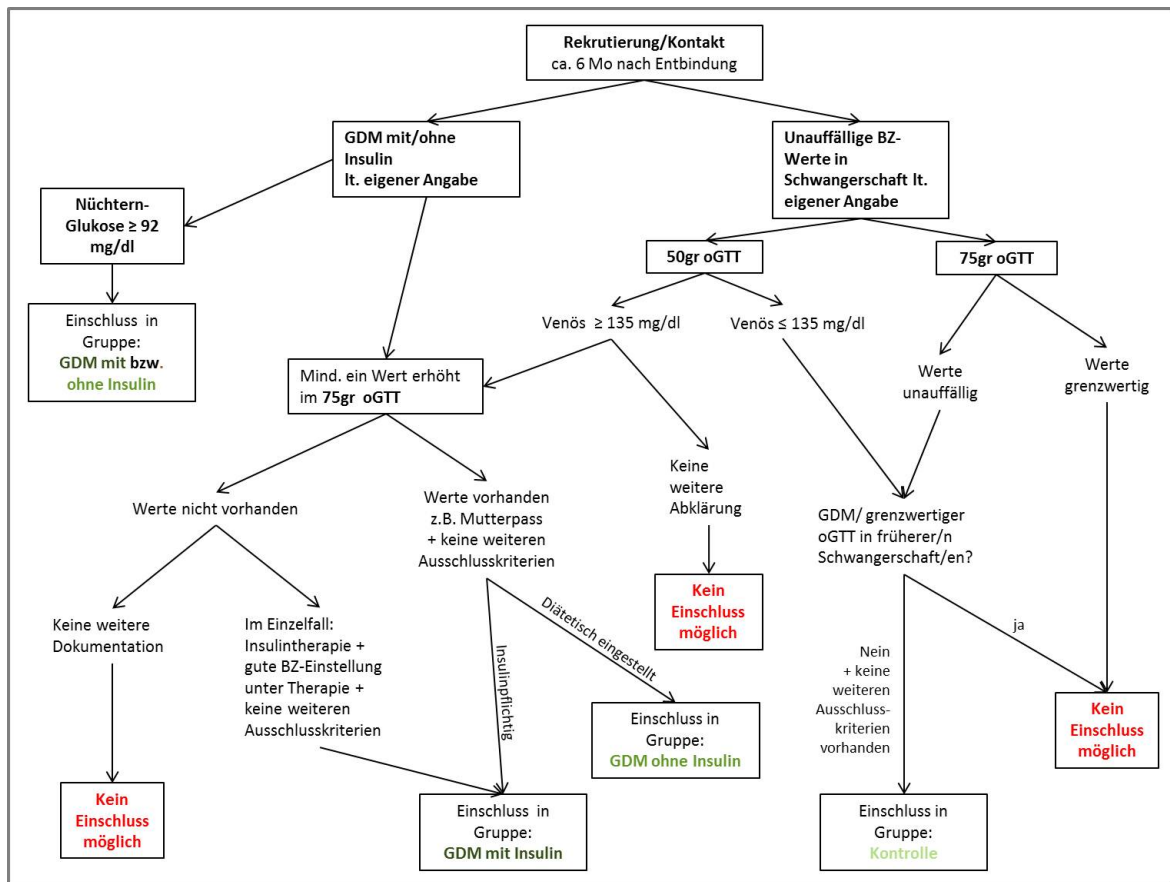 Rekrutierung/Kontakt
ca. 6 Mo nach Entbindung
GDM mit/ohne
Insulin
lt. eigener Angabe
Unauffällige BZ-
Werte in
Schwangerschaft lt.
eigener Angabe
Nüchtern-
Glukose ≥ 92
mg/dl
50gr oGTT
75gr oGTT
Einschluss in
Gruppe:
GDM mit bzw.
ohne Insulin
Venös ≥ 135 mg/dl
Venös ≤ 135 mg/dl
Mind. ein Wert erhöht
im 75gr oGTT
Werte
unauffällig
Werte
grenzwertig
Werte nicht vorhanden
Werte vorhanden
z.B. Mutterpass
+ keine weiteren
Ausschlusskriterien
Keine
weitere
Abklärung
GDM/ grenzwertiger
oGTT in früherer/n
Schwangerschaft/en?
Kein
Einschluss
möglich
Keine weitere
Dokumentation
Im Einzelfall:
Insulintherapie +
gute BZ-Einstellung
unter Therapie +
keine weiteren
Ausschlusskriterien
Insulinpflichtig
Diätetisch eingestellt
Nein
+ keine
weiteren
Ausschluss-
kriterien
vorhanden
ja
Kein
Einschluss
möglich
Einschluss in
Gruppe:
GDM ohne Insulin
Kein
Einschluss
möglich
Einschluss in
Gruppe:
GDM mit Insulin
Einschluss in
Gruppe:
Kontrolle